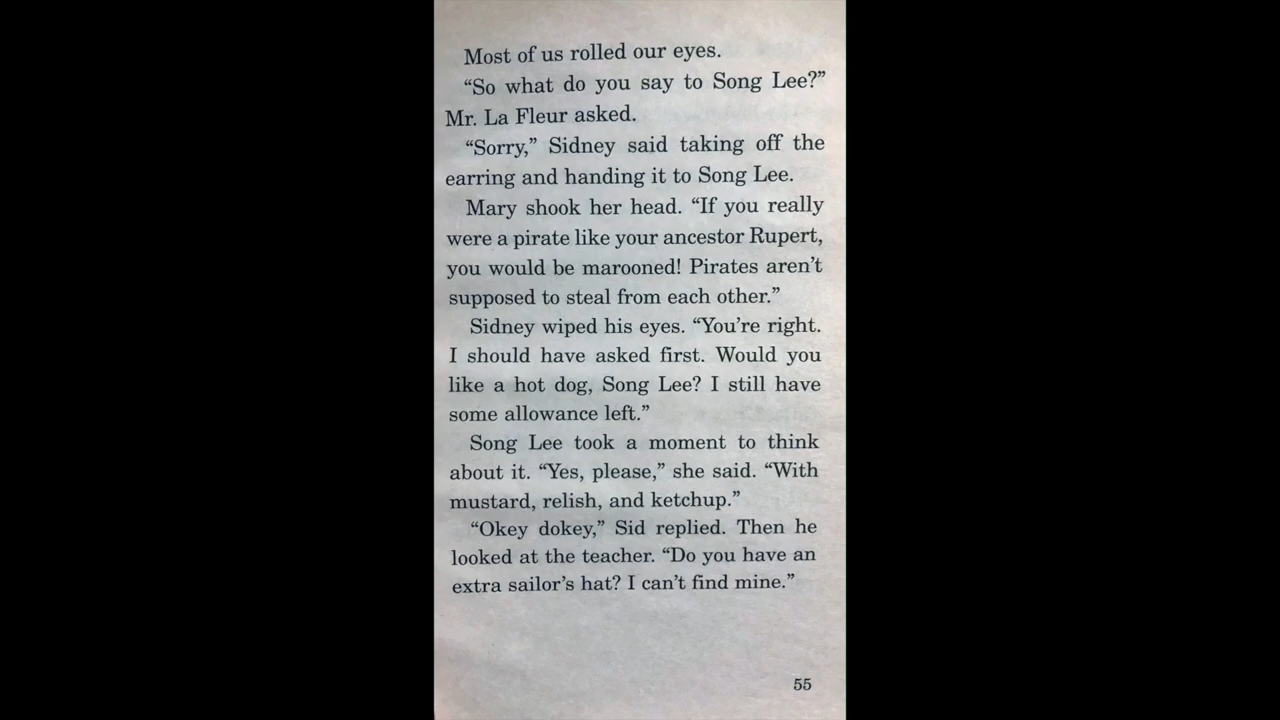 Most of us rolled our eyes.
“So what do you say to Song Lee?”
Mr. La Fleur asked.
“Sorry,” Sidney said taking off the
earring and handing it to Song Lee.
Mary shook her head. “If you really
were a pirate like your ancestor Rupert,
you would be marooned! Pirates aren’t
supposed to steal from each other.”
Sidney wiped his eyes. “You’re right.
I should have asked first. Would you
like a hot dog, Song Lee? I still have
some allowance left.”
Song Lee took a moment to think
about it. “Yes, please,” she said. “With
mustard, relish, and ketchup.”
“Okey dokey,” Sid replied. Then he
looked at the teacher. “Do you have an
extra sailor’s hat? I can’t find mine.”
55